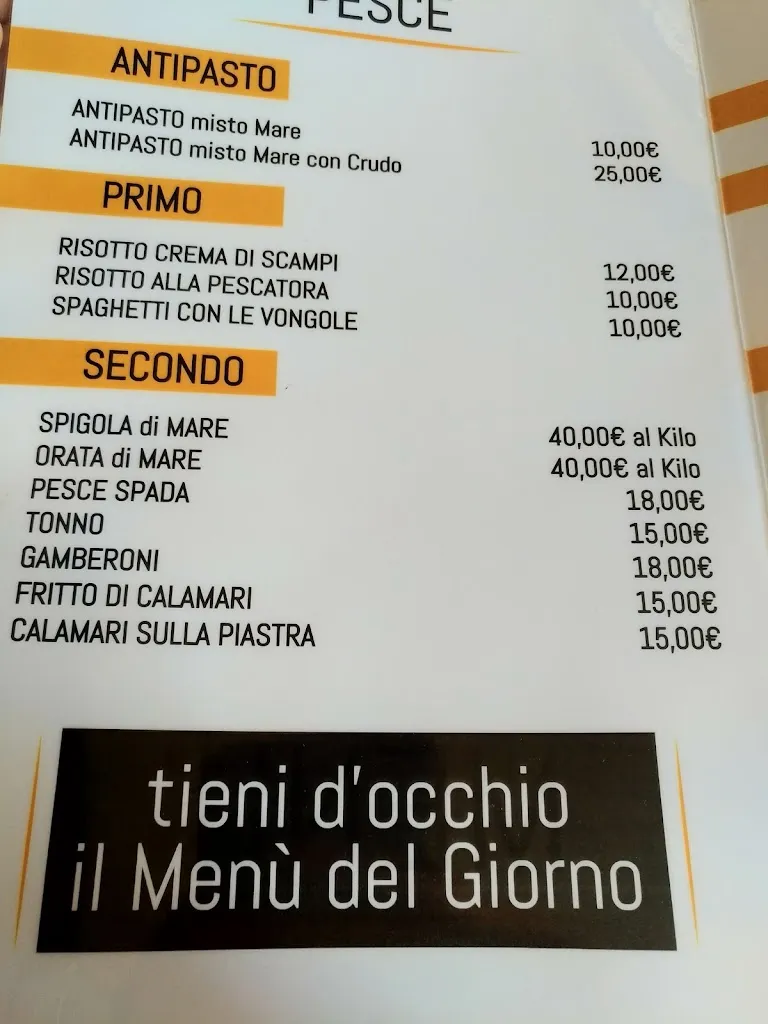 PESCE
ANTIPASTO
ANTIPASTO misto Mare 10,00€
ANTIPASTO misto Mare con Crudo 25,00€
PRIMO
RISOTTO CREMA DI SCAMPI 12,00€
RISOTTO ALLA PESCATORA 10,00€
SPAGHETTI CON LE VONGOLE 10,00€
SECONDO
SPIGOLA di MARE 40,00€ al Kilo
ORATA di MARE 40,00€ al Kilo
PESCE SPADA 18,00€
TONNO 15,00€
GAMBERONI 18,00€
FRITTO DI CALAMARI 15,00€
CALAMARI SULLA PIASTRA 15,00€
tieni d'occhio
il Menù del Giorno